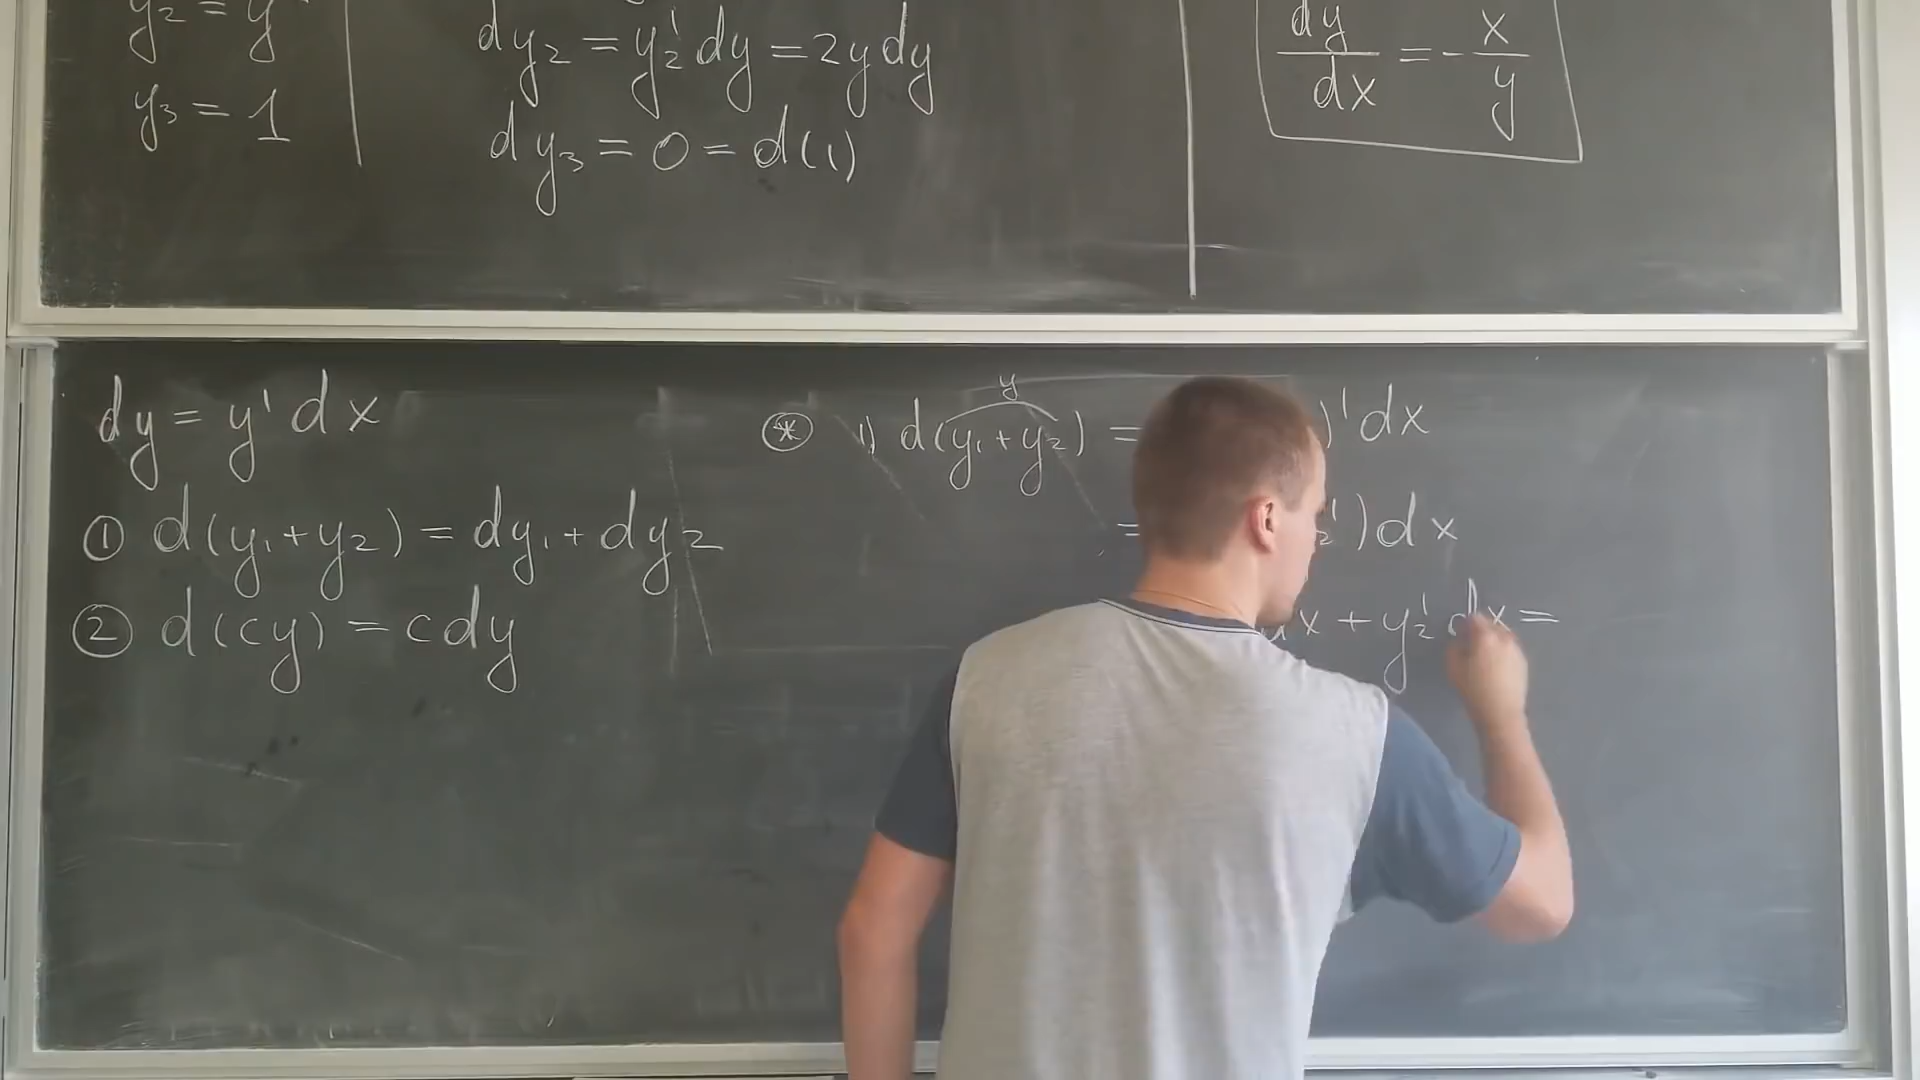 y₂ = y
y₃ = 1
dy₂ = y₂' dy = 2y dy
dy₃ = 0 = d(1)
dy/dx = - x/y
dy = y' dx
① d(y₁+y₂) = dy₁ + dy₂
② d(cy) = c dy
y
⊛ 1) d(y₁+y₂) = )' dx
= ₂') dx
dx + y₂' dx =